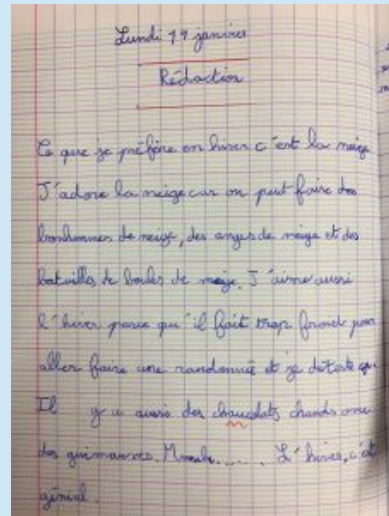 Lundi 14 janvier
Rédaction
Ce que je préfère en hiver c'est la neige
J'adore la neige car on peut faire des
bonhommes de neige, des anges de neige et des
batailles de boules de neige. J'aime aussi
l'hiver parce qu'il fait trop froid pour
aller faire une randonnée et je déteste ça.
Il y a aussi des chaucolats chauds avec
des guimauves. L'hiver, c'est
génial.